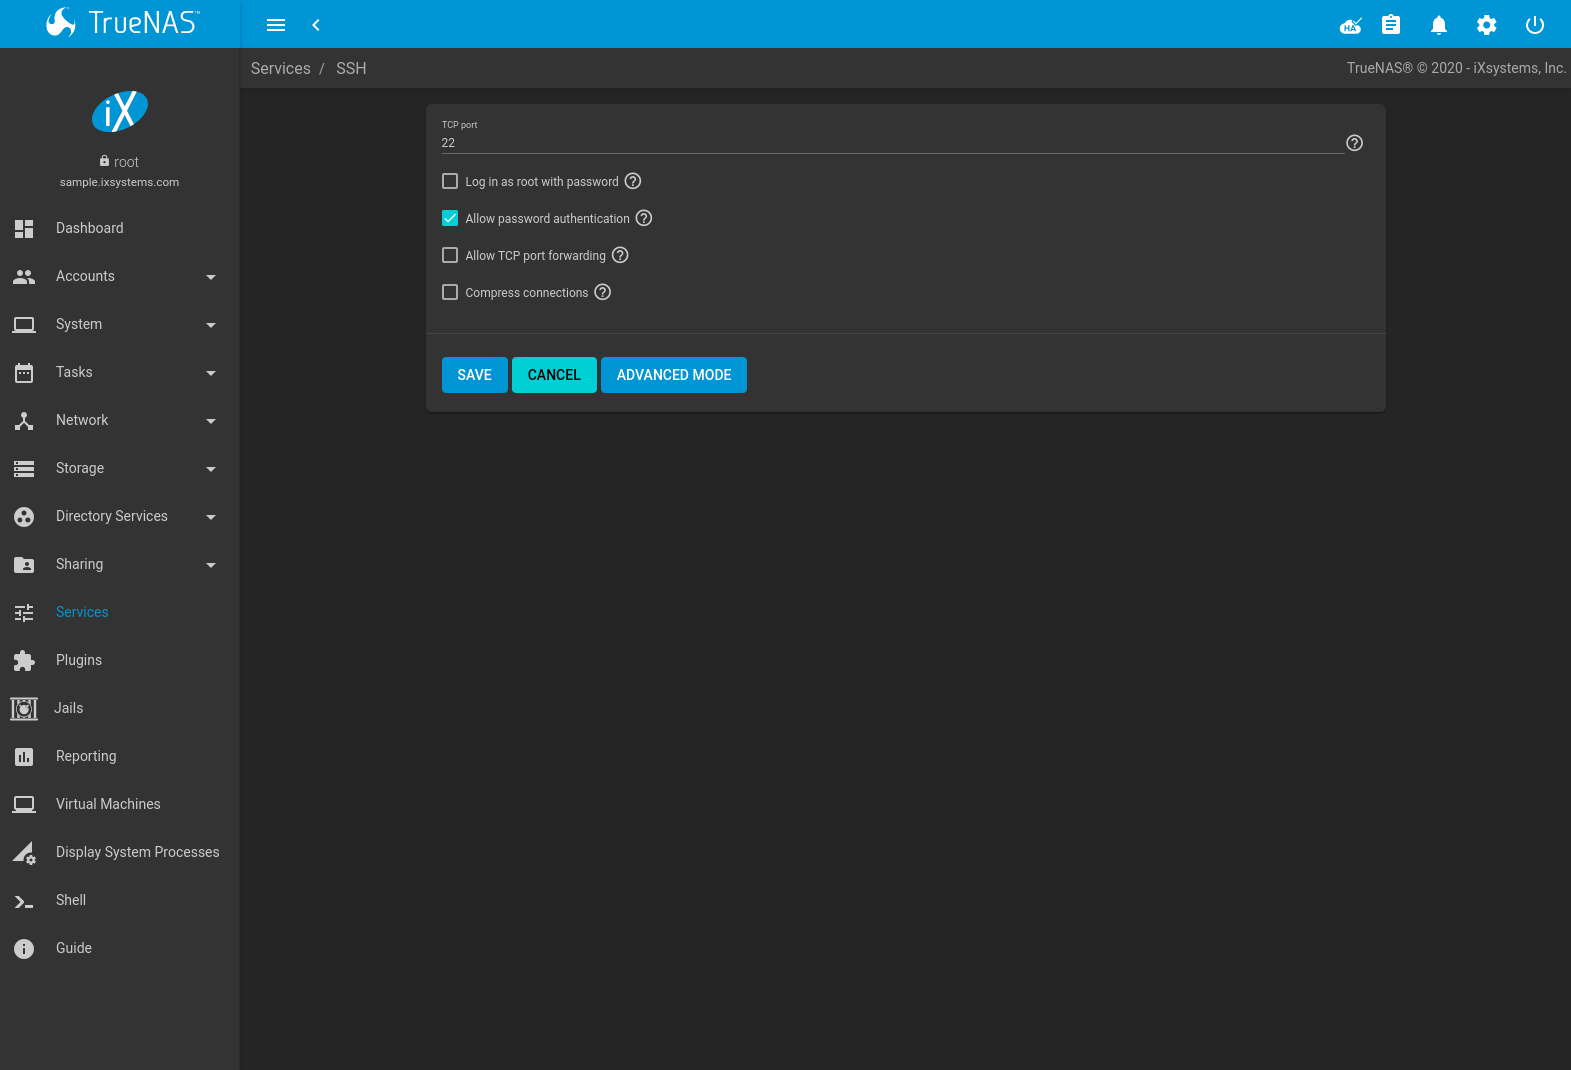 TrueNAS™
HA
Services / SSH
TrueNAS® © 2020 - iXsystems, Inc.
iX
root
sample.ixsystems.com
Dashboard
Accounts
System
Tasks
Network
Storage
Directory Services
Sharing
Services
Plugins
Jails
Reporting
Virtual Machines
Display System Processes
Shell
Guide
TCP port
22
Log in as root with password
Allow password authentication
Allow TCP port forwarding
Compress connections
SAVE CANCEL ADVANCED MODE